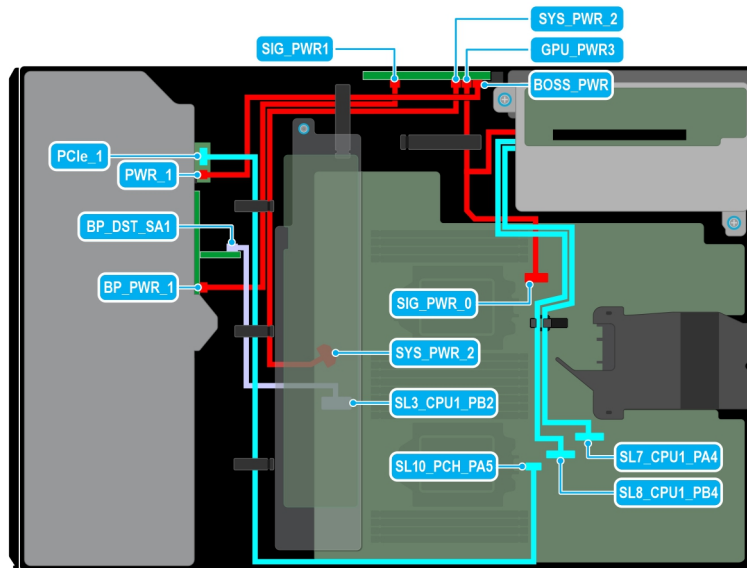 SYS_PWR_2
SIG_PWR1
GPU_PWR3
BOSS_PWR
PCIe_1
PWR_1
BP_DST_SA1
BP_PWR_1
SIG_PWR_0
SYS_PWR_2
SL3_CPU1_PB2
SL10_PCH_PA5
SL7_CPU1_PA4
SL8_CPU1_PB4